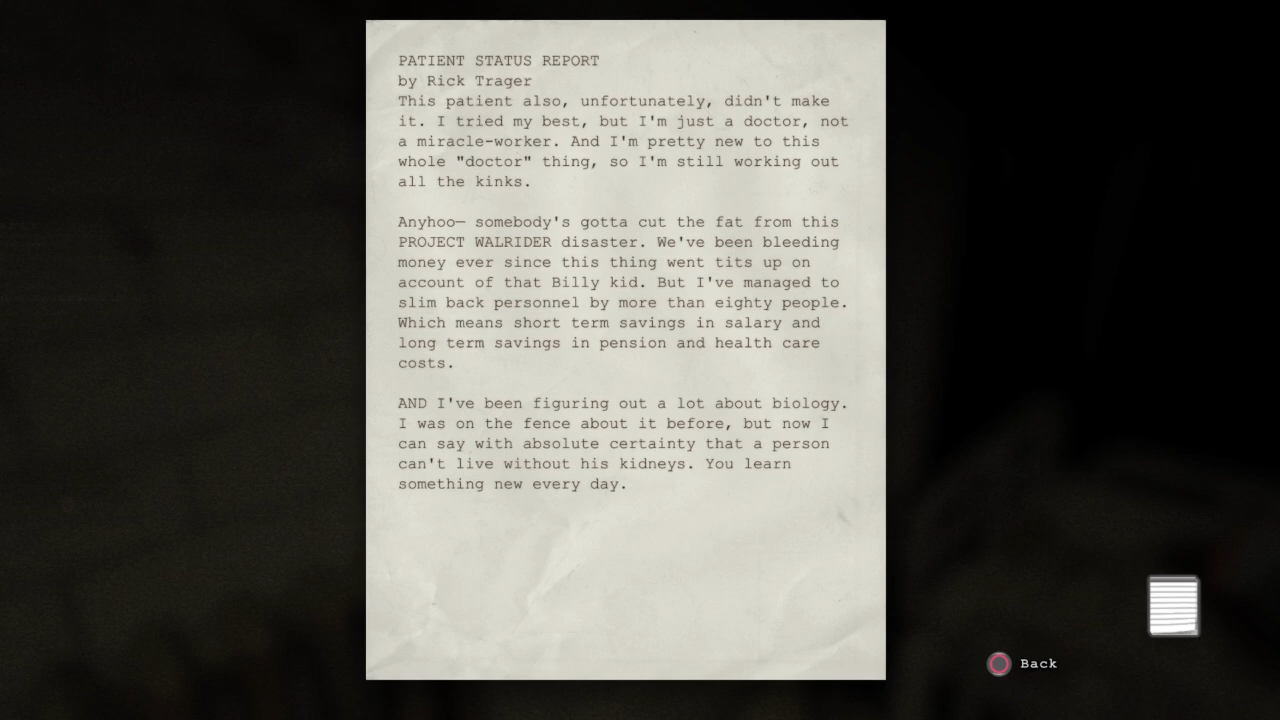 PATIENT STATUS REPORT
by Rick Trager
This patient also, unfortunately, didn't make
it. I tried my best, but I'm just a doctor, not
a miracle-worker. And I'm pretty new to this
whole "doctor" thing, so I'm still working out
all the kinks.
Anyhoo— somebody's gotta cut the fat from this
PROJECT WALRIDER disaster. We've been bleeding
money ever since this thing went tits up on
account of that Billy kid. But I've managed to
slim back personnel by more than eighty people.
Which means short term savings in salary and
long term savings in pension and health care
costs.
AND I've been figuring out a lot about biology.
I was on the fence about it before, but now I
can say with absolute certainty that a person
can't live without his kidneys. You learn
something new every day.
Back